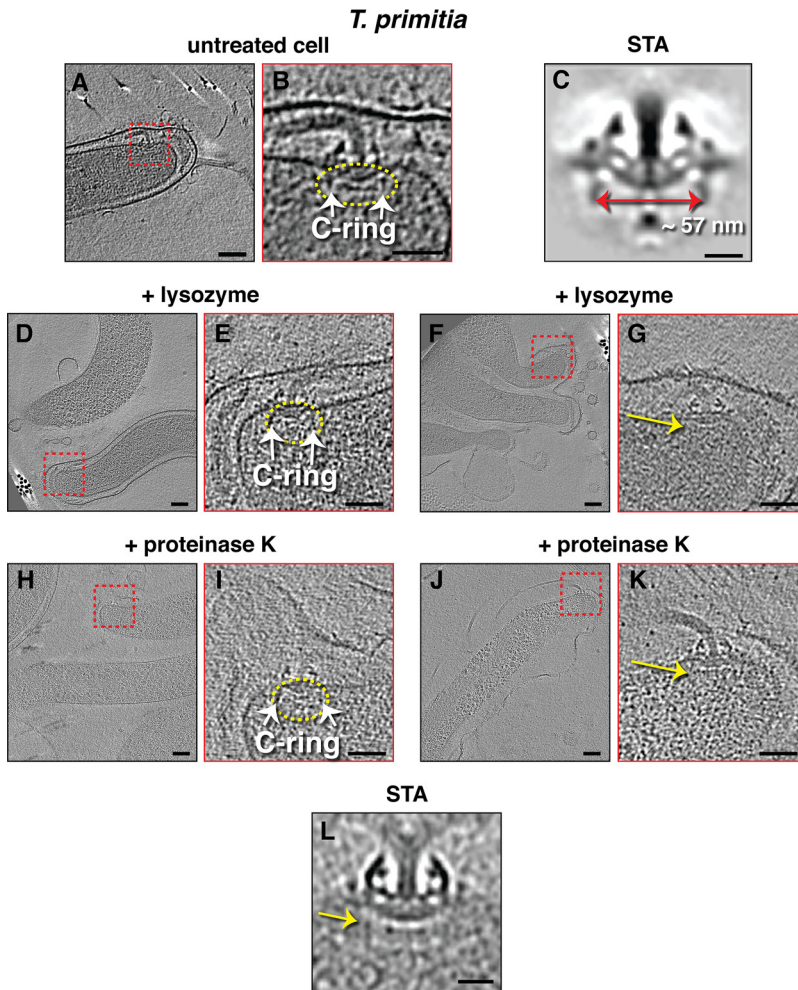 T. primitia
untreated cell
STA
A
B
C
C-ring
~ 57 nm
+ lysozyme
+ lysozyme
D
E
F
G
C-ring
+ proteinase K
+ proteinase K
H
I
J
K
C-ring
STA
L